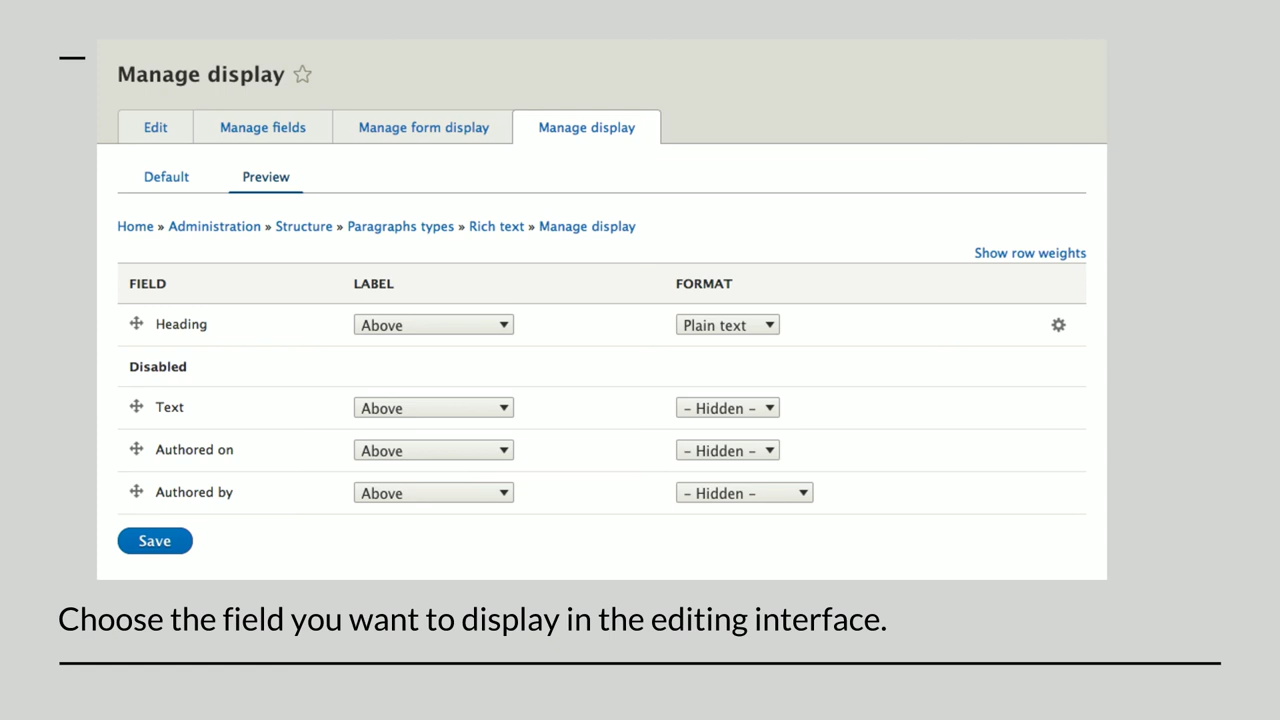 Manage display
Edit Manage fields Manage form display Manage display
Default Preview
Home » Administration » Structure » Paragraphs types » Rich text » Manage display
Show row weights
FIELD LABEL FORMAT
Heading Above Plain text
Disabled
Text Above - Hidden -
Authored on Above - Hidden -
Authored by Above - Hidden -
Save
Choose the field you want to display in the editing interface.